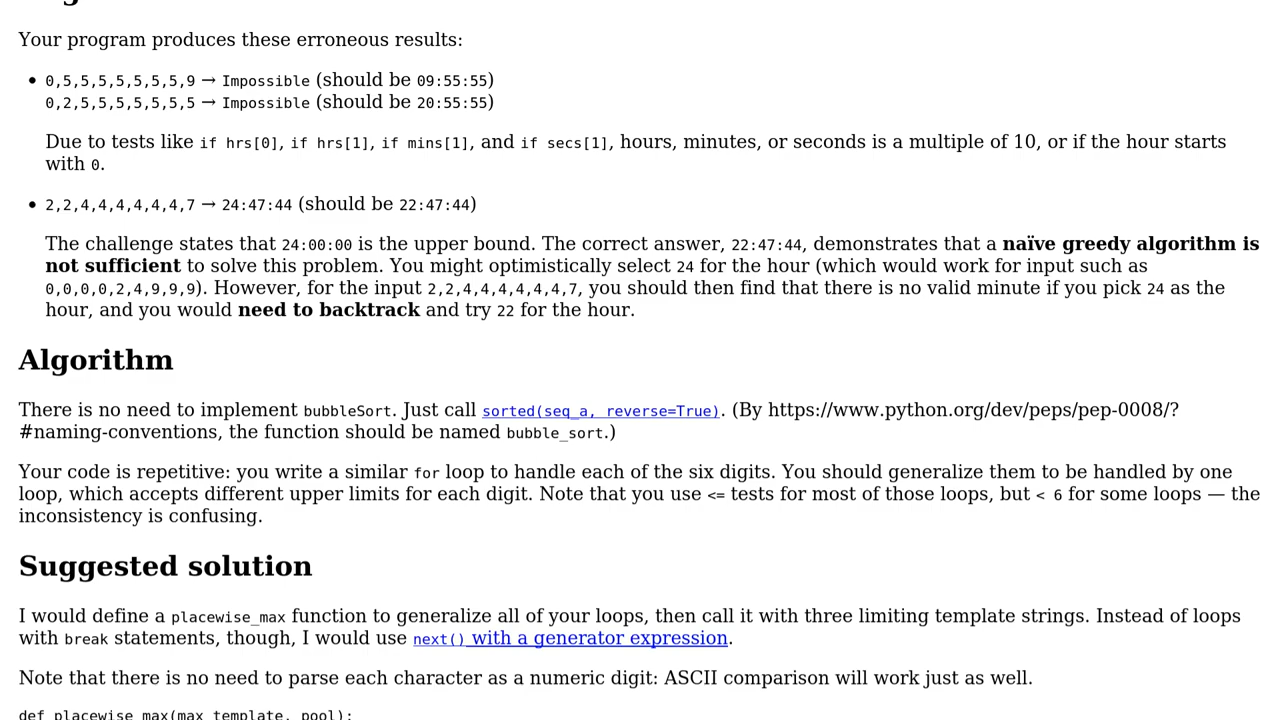 Your program produces these erroneous results:
• 0,5,5,5,5,5,5,5,9 → Impossible (should be 09:55:55)
0,2,5,5,5,5,5,5,5 → Impossible (should be 20:55:55)
Due to tests like if hrs[0], if hrs[1], if mins[1], and if secs[1], hours, minutes, or seconds is a multiple of 10, or if the hour starts
with 0.
• 2,2,4,4,4,4,4,4,7 → 24:47:44 (should be 22:47:44)
The challenge states that 24:00:00 is the upper bound. The correct answer, 22:47:44, demonstrates that a naïve greedy algorithm is
not sufficient to solve this problem. You might optimistically select 24 for the hour (which would work for input such as
0,0,0,0,2,4,9,9,9). However, for the input 2,2,4,4,4,4,4,4,7, you should then find that there is no valid minute if you pick 24 as the
hour, and you would need to backtrack and try 22 for the hour.
Algorithm
There is no need to implement bubbleSort. Just call sorted(seq_a, reverse=True). (By https://www.python.org/dev/peps/pep-0008/?
#naming-conventions, the function should be named bubble_sort.)
Your code is repetitive: you write a similar for loop to handle each of the six digits. You should generalize them to be handled by one
loop, which accepts different upper limits for each digit. Note that you use <= tests for most of those loops, but < 6 for some loops — the
inconsistency is confusing.
Suggested solution
I would define a placewise_max function to generalize all of your loops, then call it with three limiting template strings. Instead of loops
with break statements, though, I would use next() with a generator expression.
Note that there is no need to parse each character as a numeric digit: ASCII comparison will work just as well.
def placewise_max(max_template, pool):